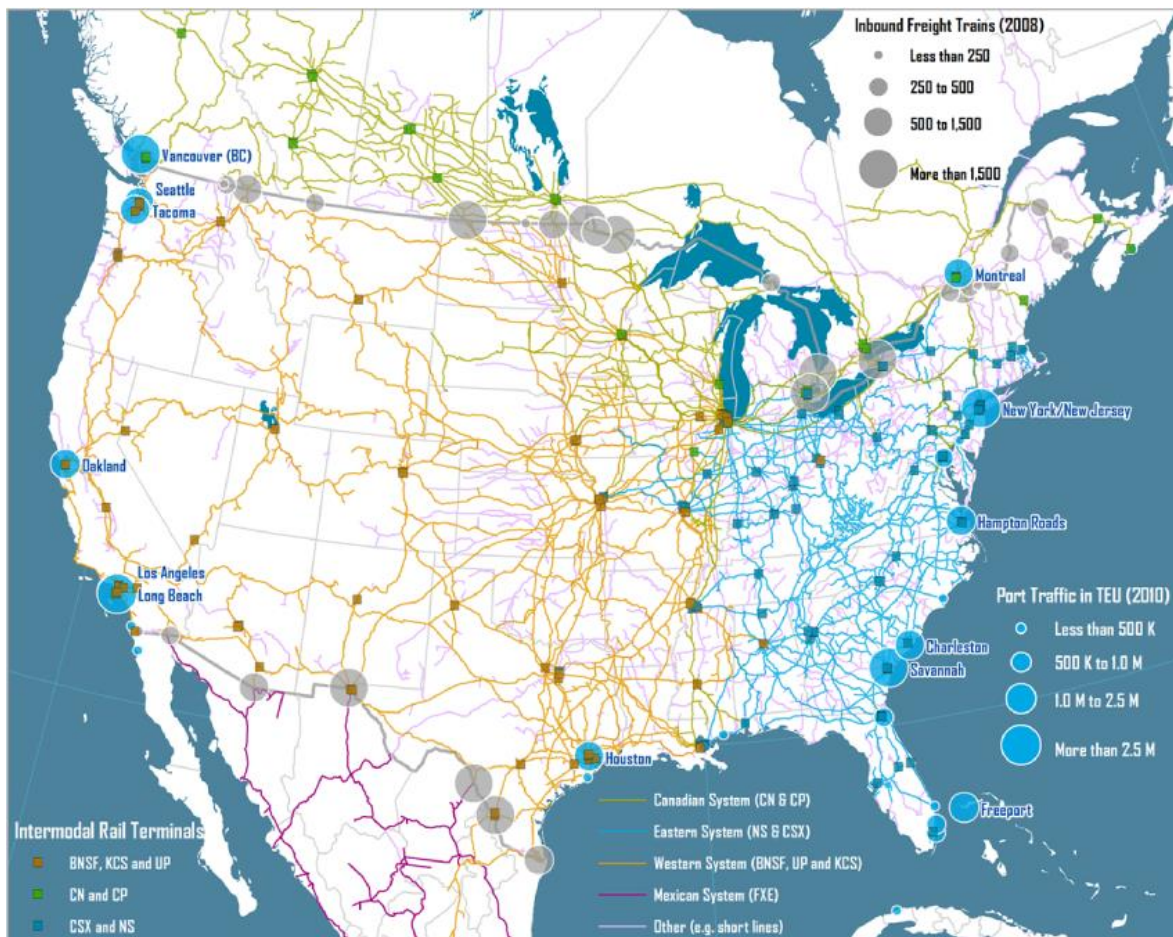 Inbound Freight Trains (2008)
Less than 250
250 to 500
500 to 1,500
More than 1,500
Vancouver (BC)
Seattle
Tacoma
Montreal
New York/New Jersey
Oakland
Hampton Roads
Los Angeles
Long Beach
Port Traffic in TEU (2010)
Less than 500 K
500 K to 1.0 M
1.0 M to 2.5 M
More than 2.5 M
Charleston
Savannah
Houston
Freeport
Intermodal Rail Terminals
BNSF, KCS and UP
CN and CP
CSX and NS
Canadian System (CN & CP)
Eastern System (NS & CSX)
Western System (BNSF, UP and KCS)
Mexican System (FXE)
Other (e.g. short lines)